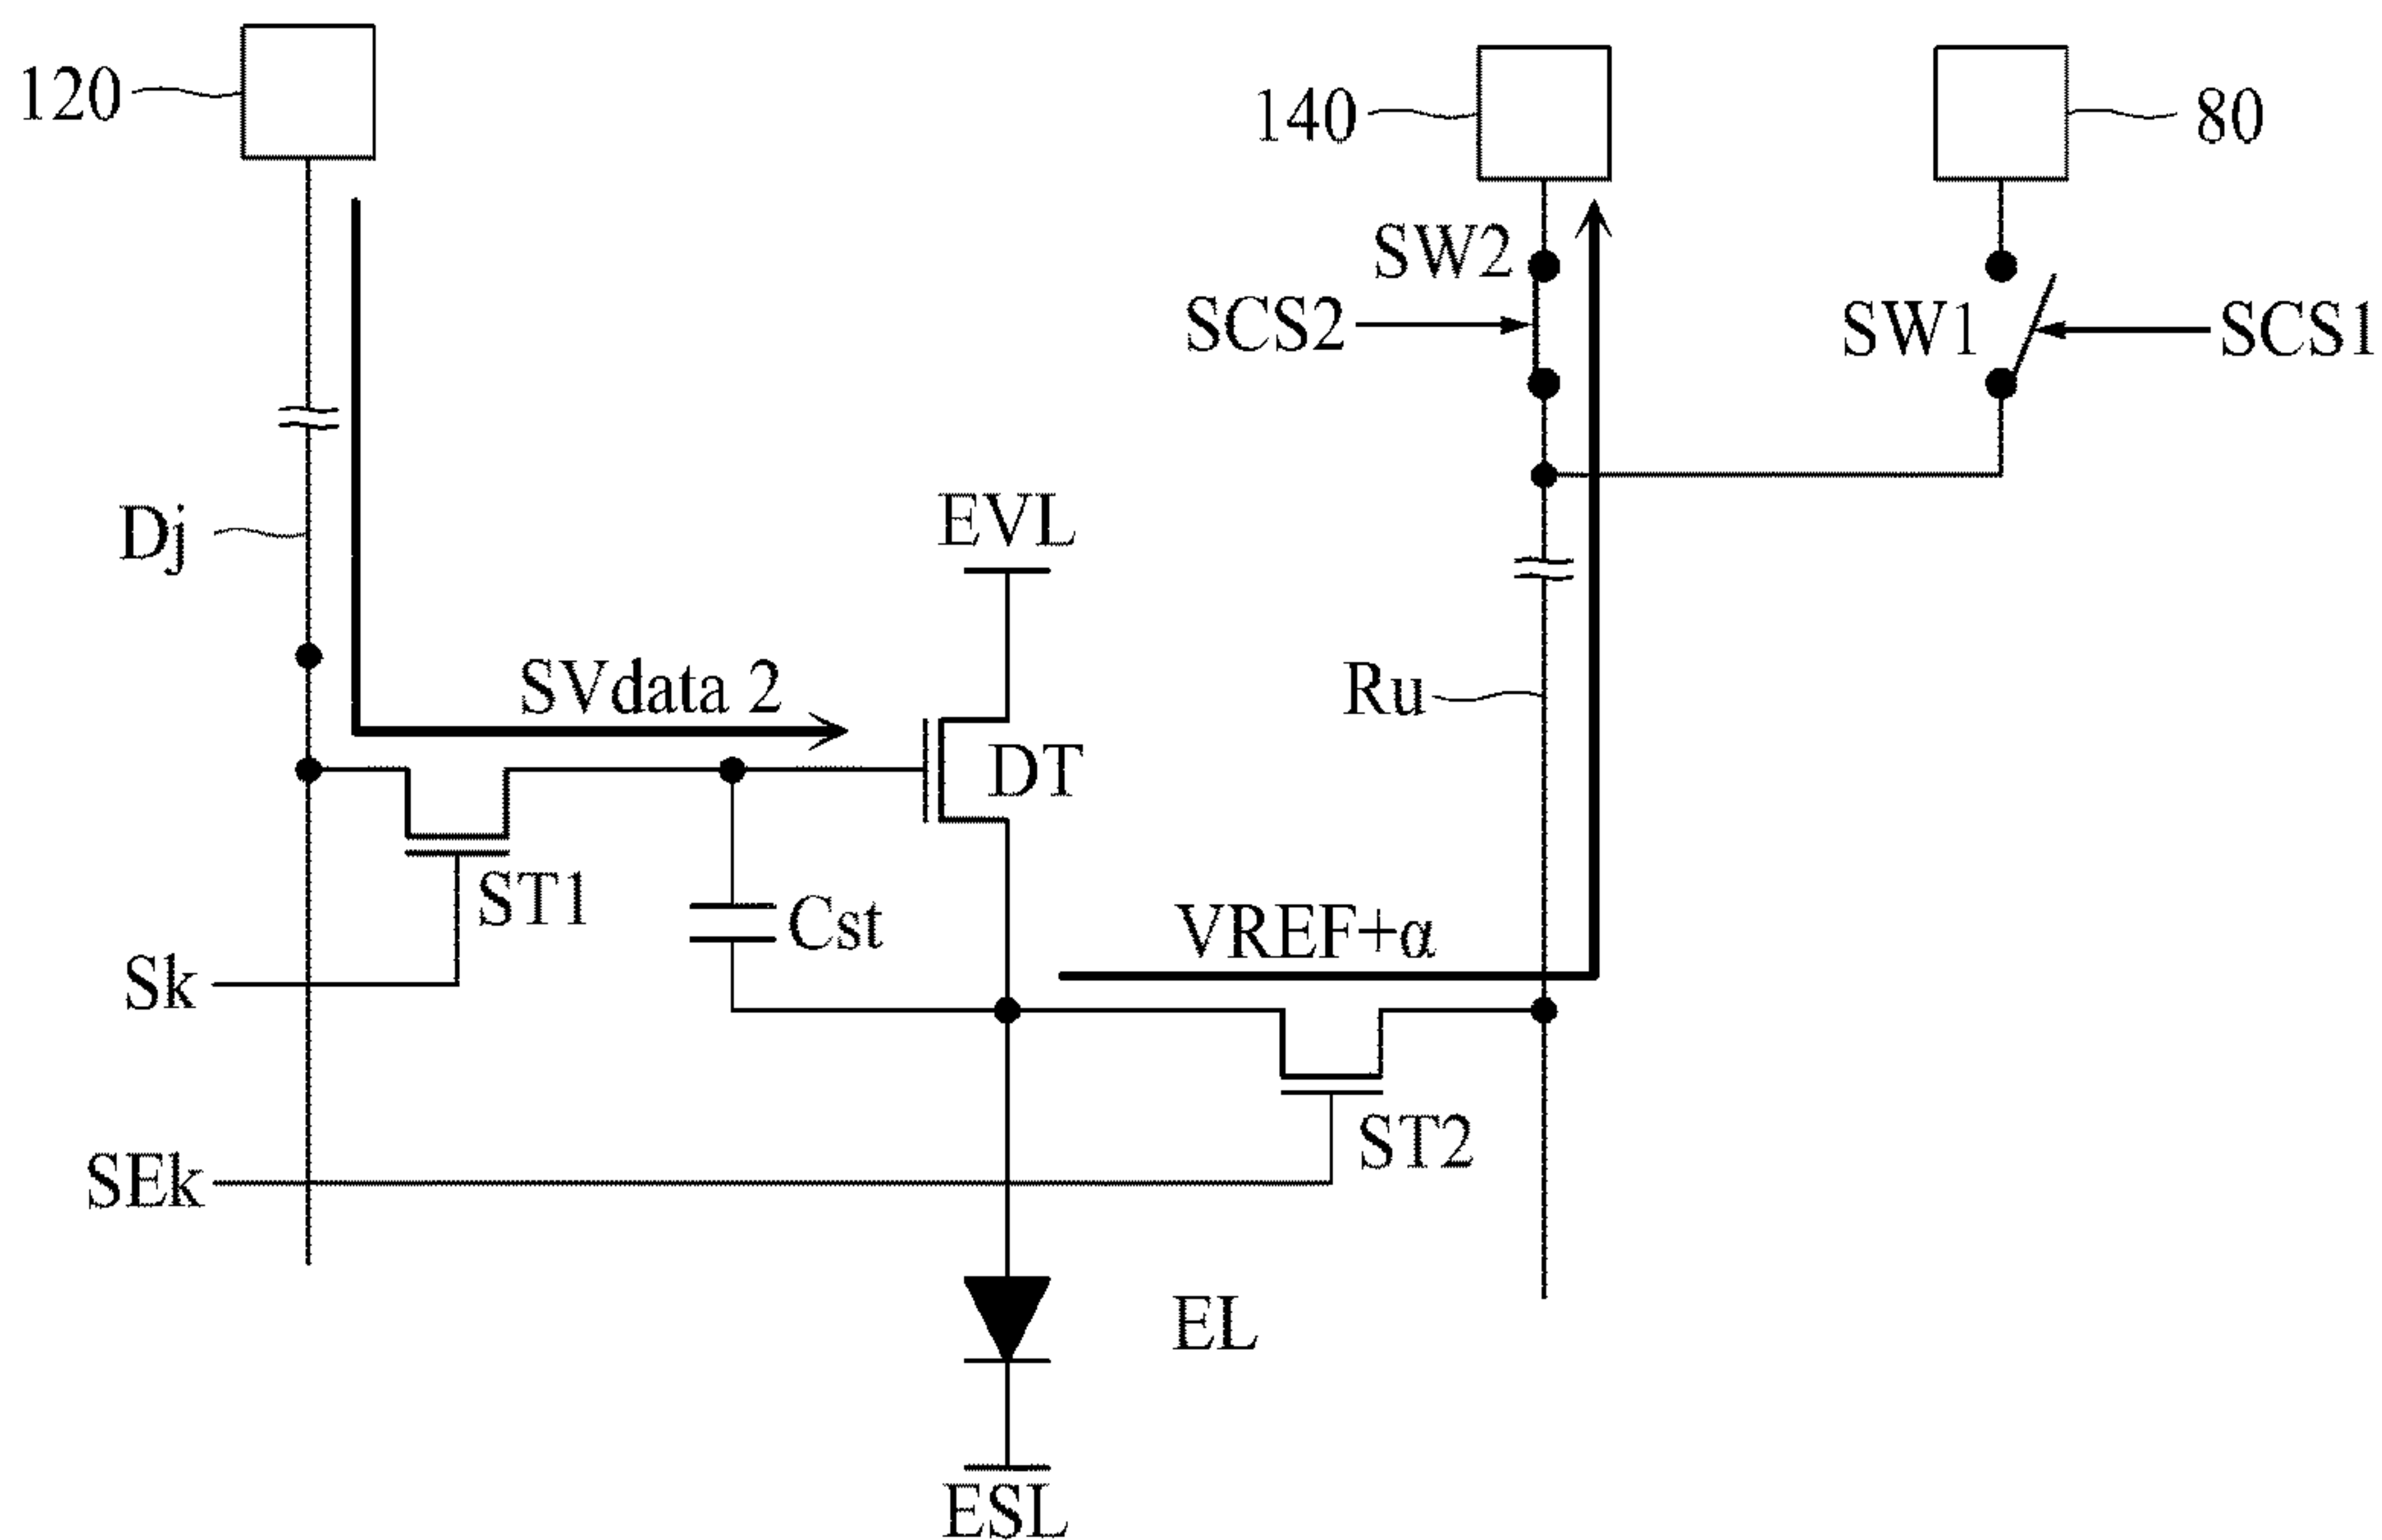 120
140
80
SW2
SCS2
SW1
SCS1
EVL
Dj
SVdata 2
Ru
DT
ST1
Cst
VREF+α
Sk
ST2
SEk
EL
ESL